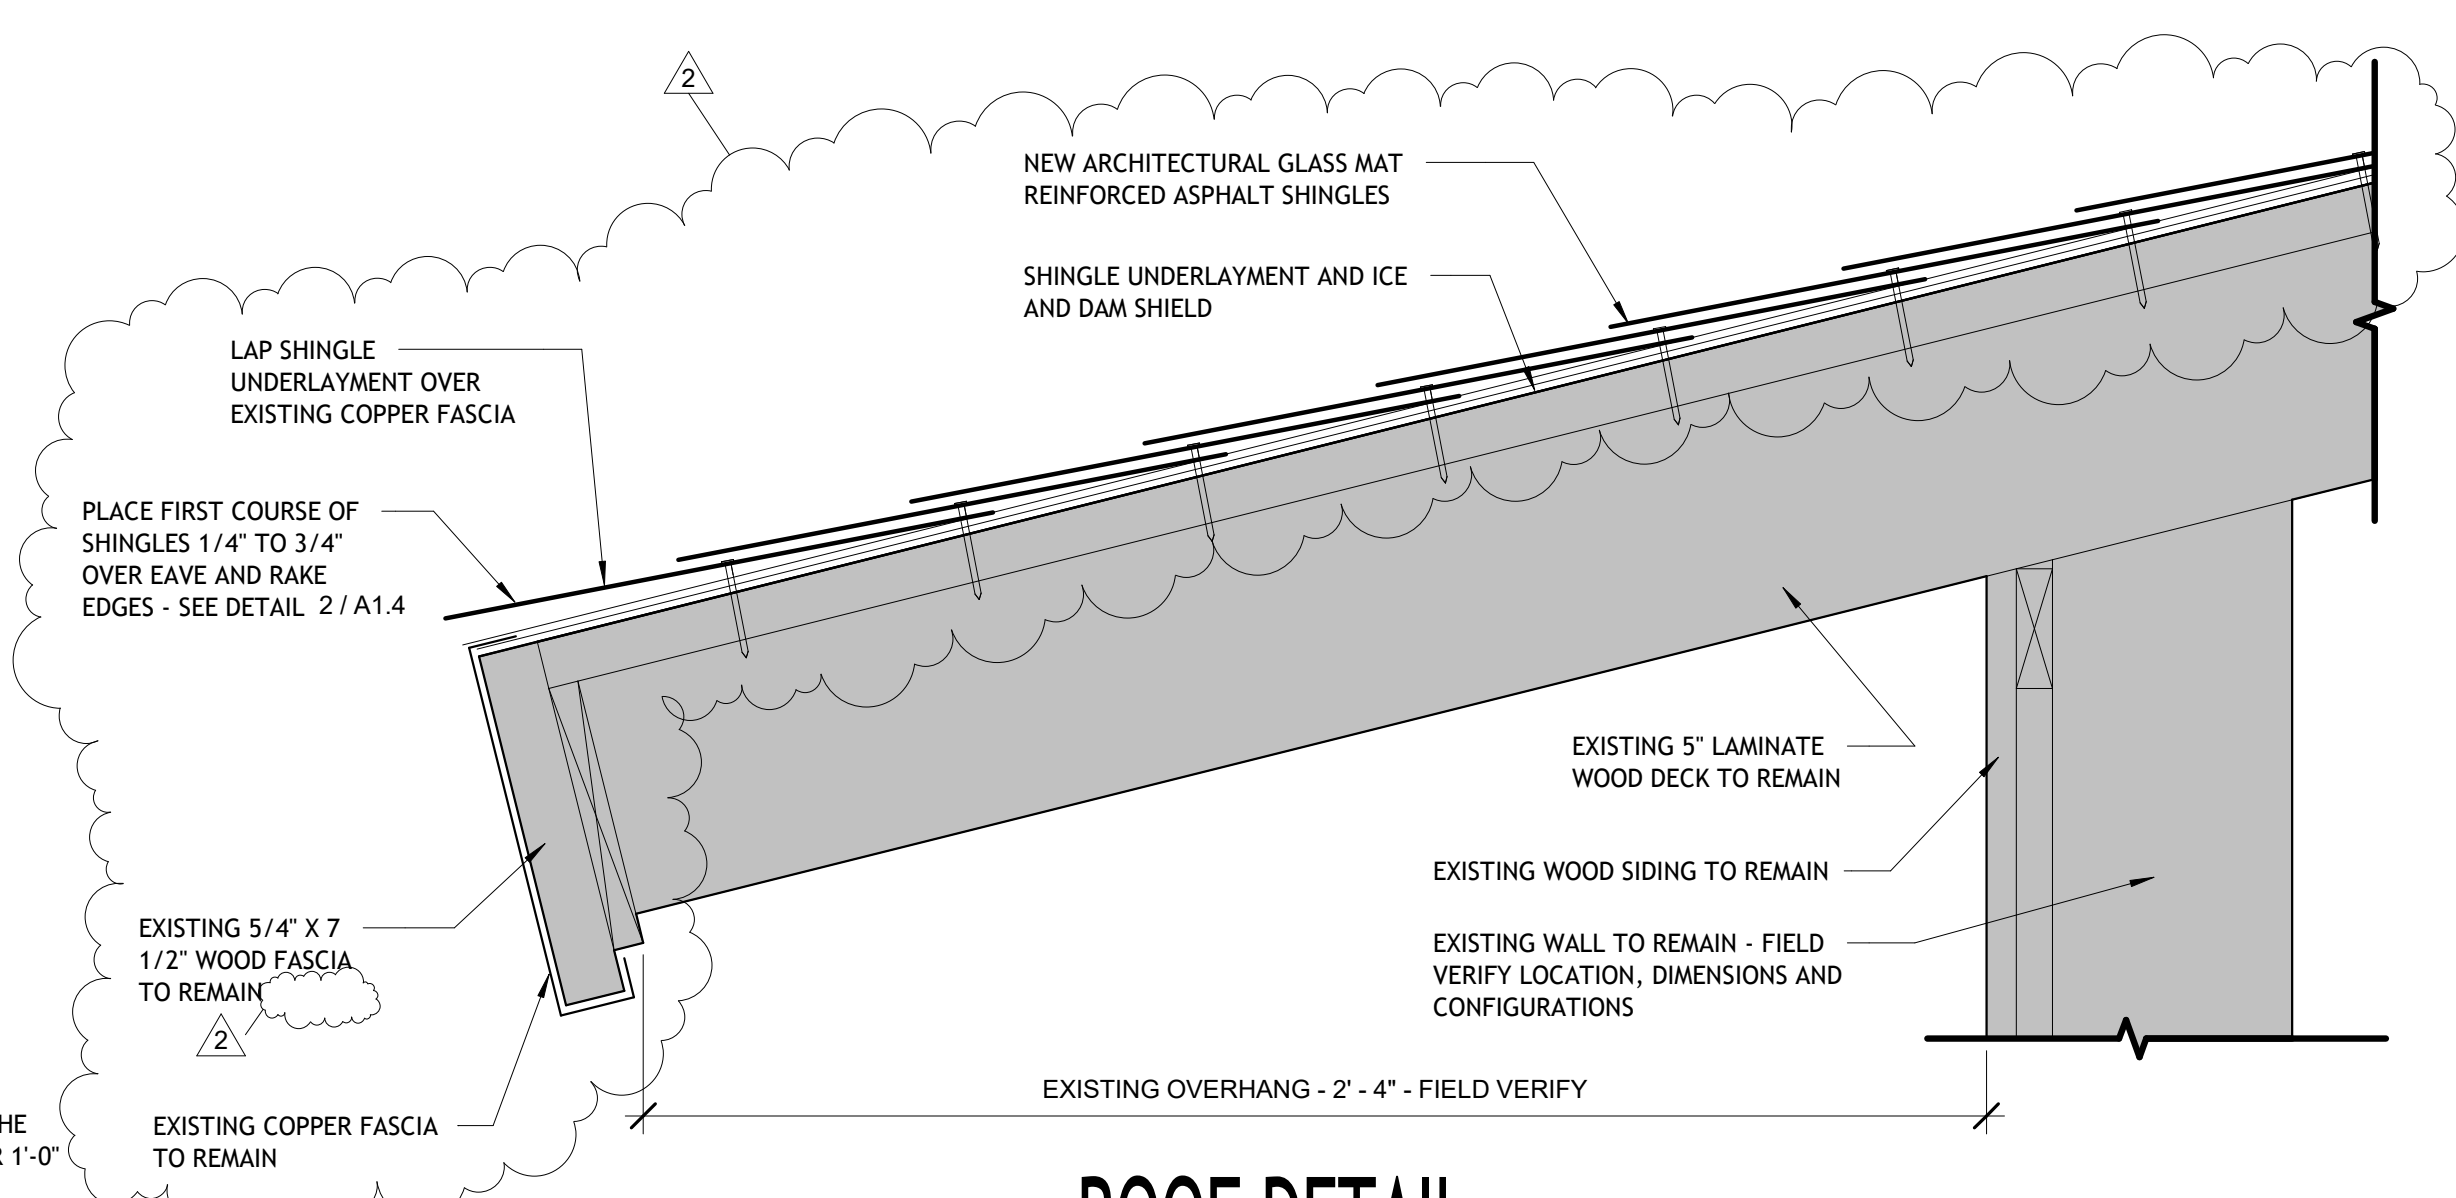 2
NEW ARCHITECTURAL GLASS MAT
REINFORCED ASPHALT SHINGLES
SHINGLE UNDERLAYMENT AND ICE
AND DAM SHIELD
LAP SHINGLE
UNDERLAYMENT OVER
EXISTING COPPER FASCIA
PLACE FIRST COURSE OF
SHINGLES 1/4" TO 3/4"
OVER EAVE AND RAKE
EDGES - SEE DETAIL 2 / A1.4
EXISTING 5" LAMINATE
WOOD DECK TO REMAIN
EXISTING WOOD SIDING TO REMAIN
EXISTING WALL TO REMAIN - FIELD
VERIFY LOCATION, DIMENSIONS AND
CONFIGURATIONS
EXISTING 5/4" X 7
1/2" WOOD FASCIA
TO REMAIN
2
EXISTING OVERHANG - 2' - 4" - FIELD VERIFY
EXISTING COPPER FASCIA
TO REMAIN
HE
R 1'-0"
ROOF DETAIL